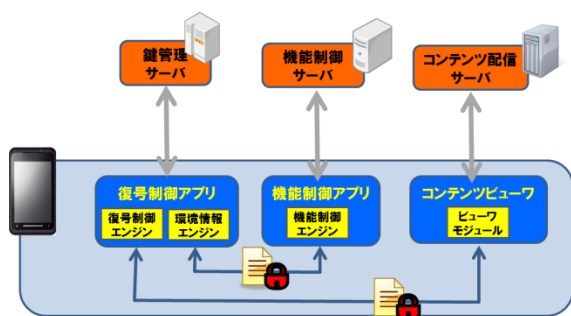 鍵管理
サーバ
機能制御
サーバ
コンテンツ配信
サーバ
復号制御アプリ
復号制御
エンジン
環境情報
エンジン
機能制御アプリ
機能制御
エンジン
コンテンツビューワ
ビューワ
モジュール